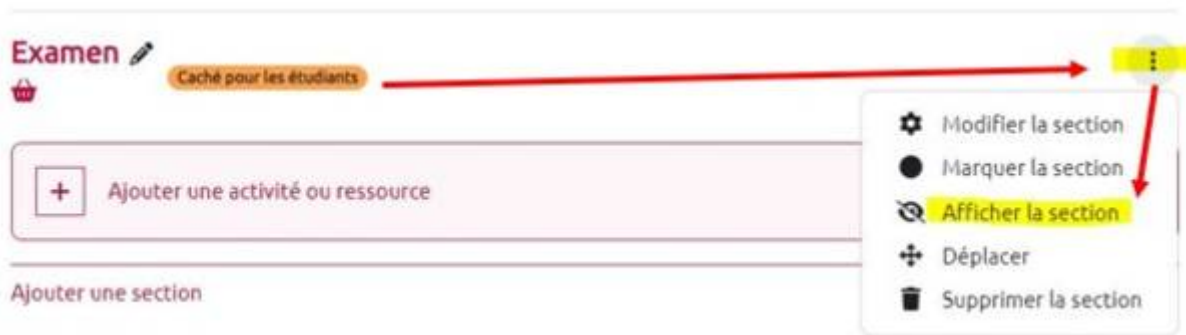 Examen
Caché pour les étudiants
Modifier la section
Marquer la section
Ajouter une activité ou ressource
Afficher la section
Déplacer
Ajouter une section
Supprimer la section